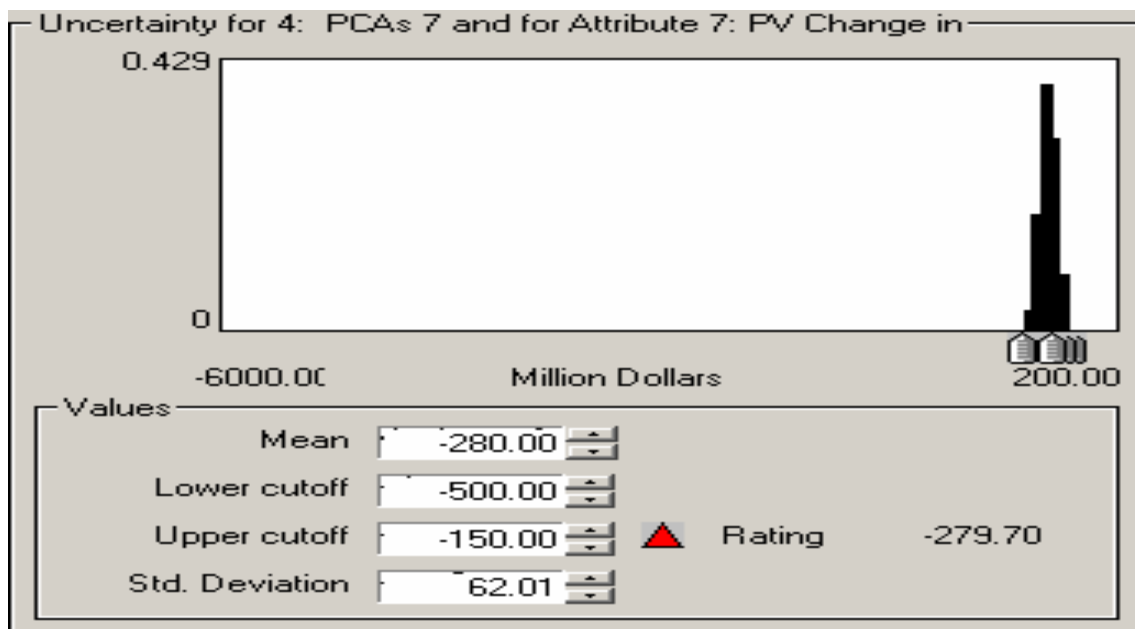 Uncertainty for 4: PCAs 7 and for Attribute 7: PV Change in
0.429
0
-6000.00 Million Dollars 200.00
Values
Mean -280.00
Lower cutoff -500.00
Upper cutoff -150.00 Rating -279.70
Std. Deviation 62.01